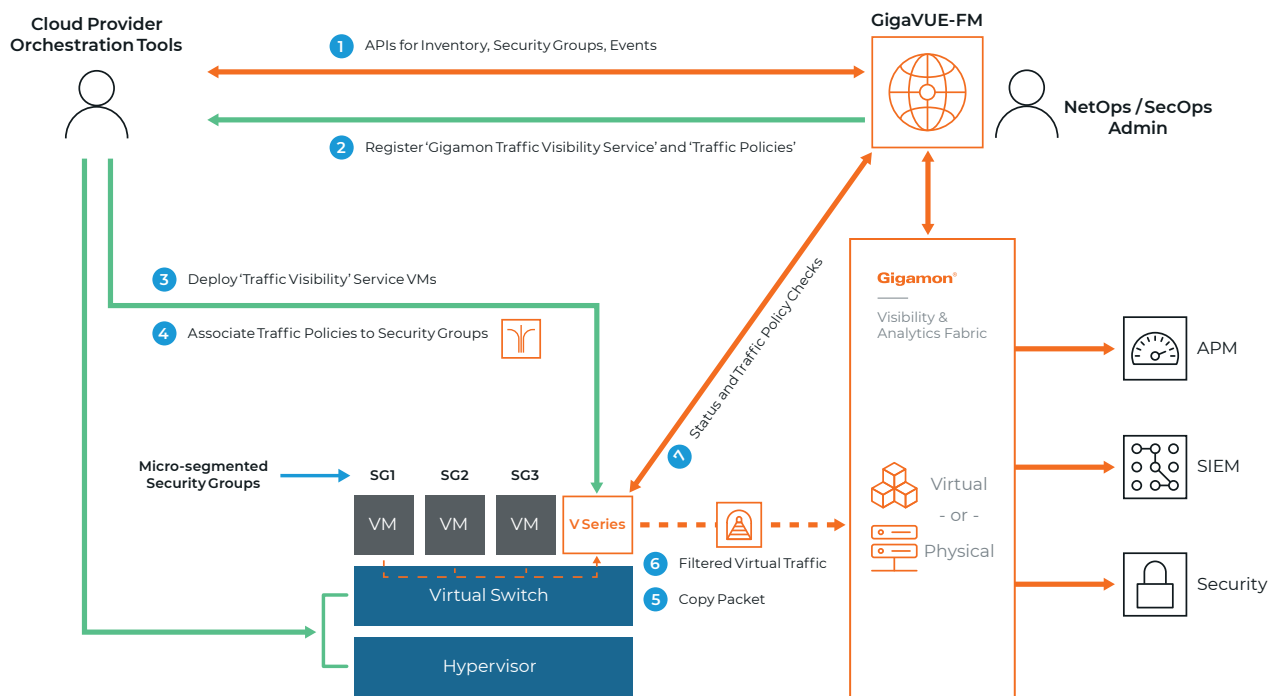 Cloud Provider
Orchestration Tools
GigaVUE-FM
1 APIs for Inventory, Security Groups, Events
NetOps / SecOps
Admin
2 Register ‘Gigamon Traffic Visibility Service’ and ‘Traffic Policies’
3 Deploy ‘Traffic Visibility’ Service VMs
4 Associate Traffic Policies to Security Groups
7 Status and Traffic Policy Checks
Gigamon®
Visibility &
Analytics Fabric
APM
SIEM
Security
Virtual
- or -
Physical
Micro-segmented
Security Groups
SG1 SG2 SG3
VM VM VM V Series
6 Filtered Virtual Traffic
5 Copy Packet
Virtual Switch
Hypervisor